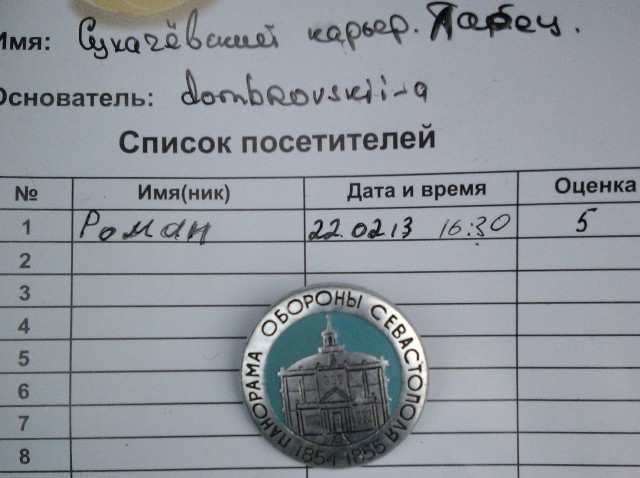 Имя: Сукачёвский карьер. Парец.
Основатель: dombrovskii-a
Список посетителей
№ Имя(ник) Дата и время Оценка
1 Роман 22.02.13 16:30 5
2
3
4
5
6
7
8
ПАНОРАМА ОБОРОНЫ СЕВАСТОПОЛЯ
1854-1855